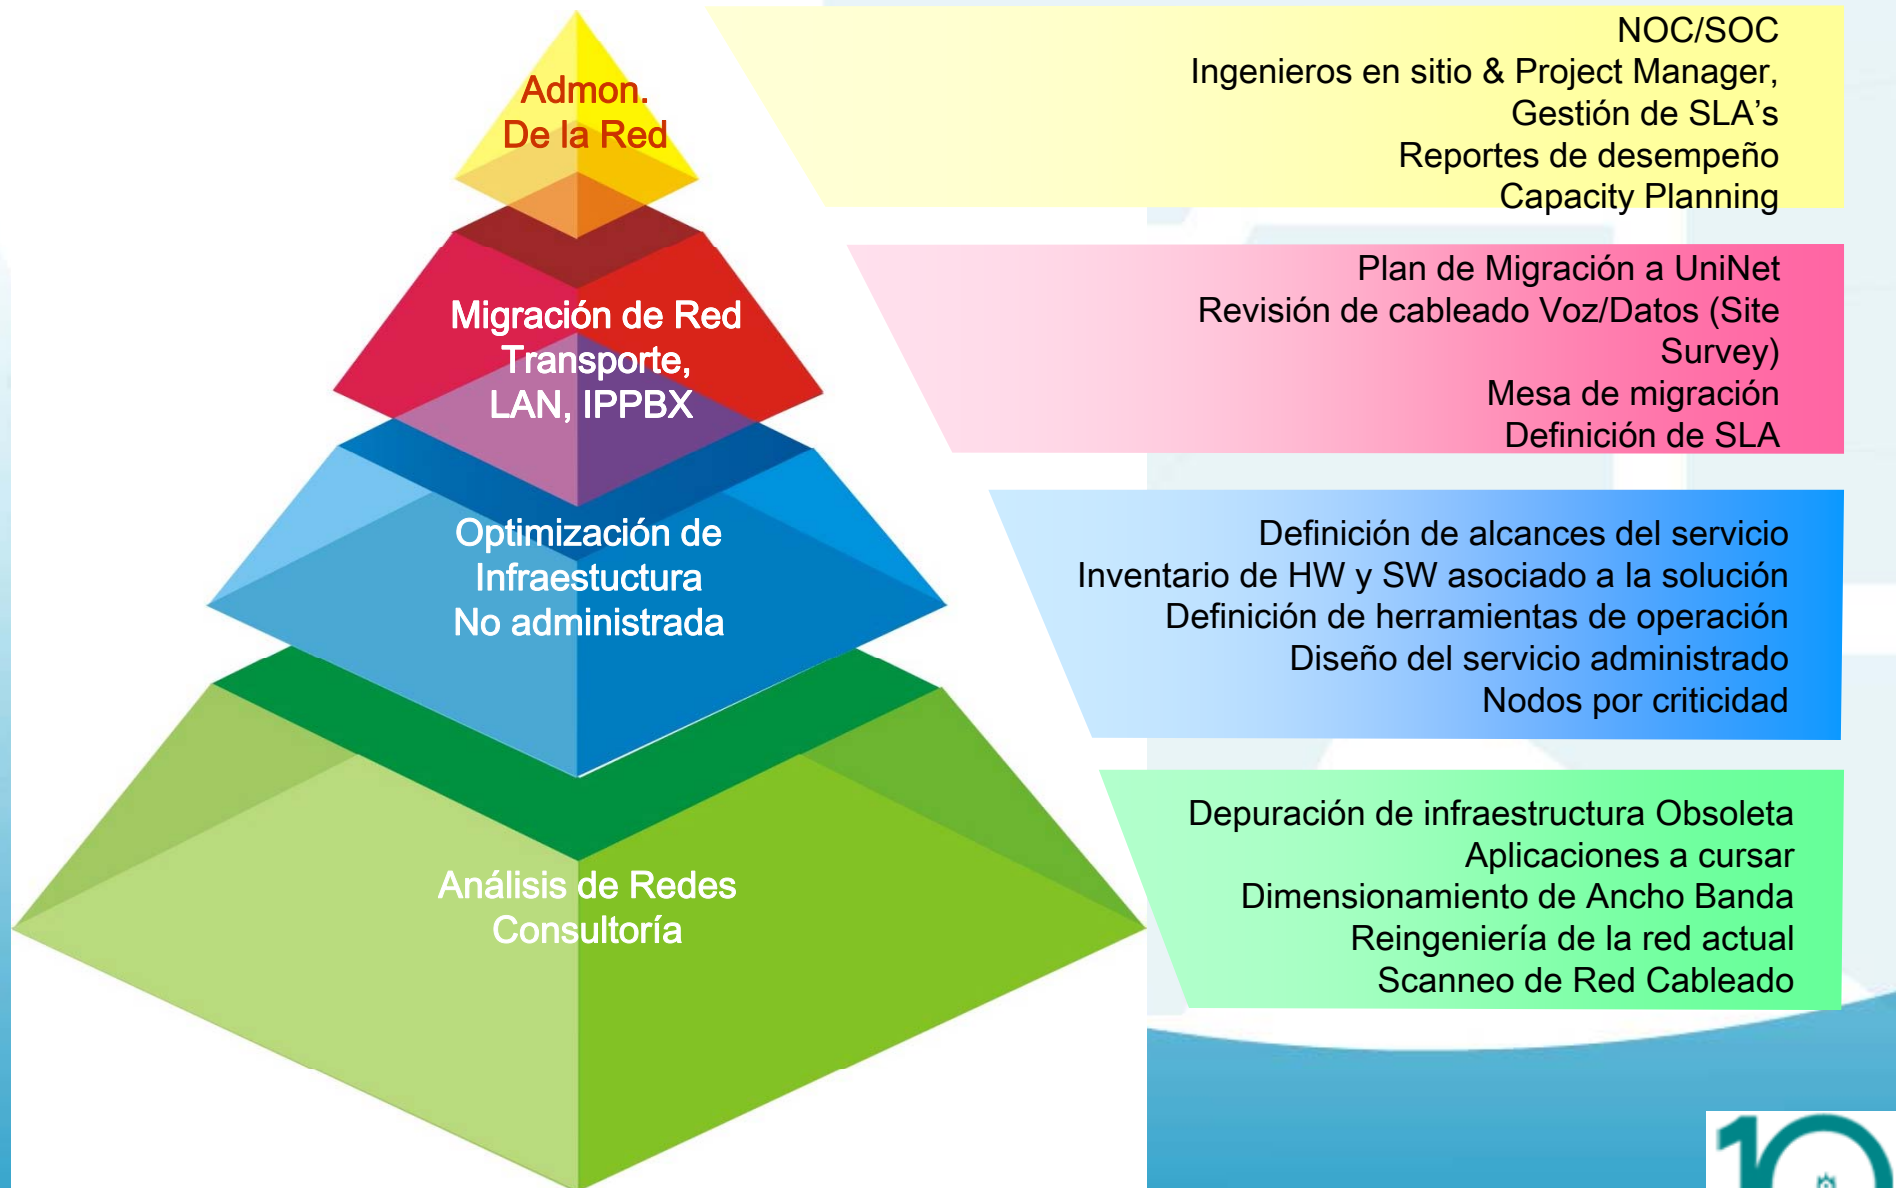 Admon.
De la Red
NOC/SOC
Ingenieros en sitio & Project Manager,
Gestión de SLA's
Reportes de desempeño
Capacity Planning
Migración de Red
Transporte,
LAN, IPPBX
Plan de Migración a UniNet
Revisión de cableado Voz/Datos (Site
Survey)
Mesa de migración
Definición de SLA
Optimización de
Infraestuctura
No administrada
Definición de alcances del servicio
Inventario de HW y SW asociado a la solución
Definición de herramientas de operación
Diseño del servicio administrado
Nodos por criticidad
Análisis de Redes
Consultoría
Depuración de infraestructura Obsoleta
Aplicaciones a cursar
Dimensionamiento de Ancho Banda
Reingeniería de la red actual
Scanneo de Red Cableado
10